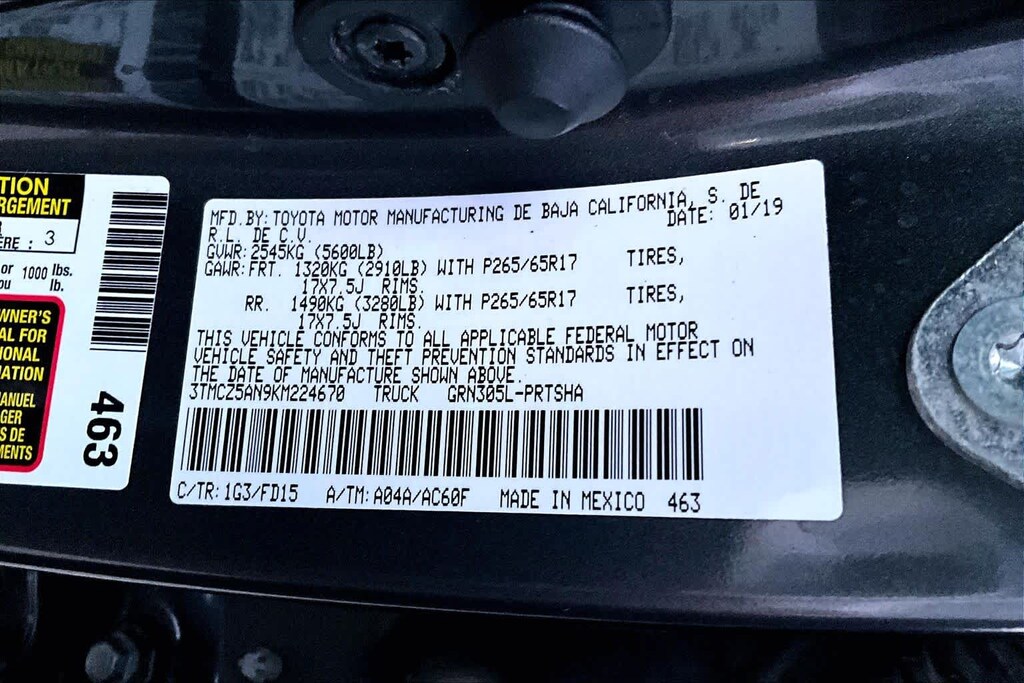 TION
RGEMENT
ÈRE : 3
or 1000 lbs.
ou lb.
WNER'S
AL FOR
IONAL
ATION
ANUEL
GER
S DE
MENTS
463
MFD. BY: TOYOTA MOTOR MANUFACTURING DE BAJA CALIFORNIA, S. DE
R.L. DE C.V. DATE: 01/19
GVWR: 2545KG (5600LB)
GAWR: FRT. 1320KG (2910LB) WITH P265/65R17 TIRES,
17X7.5J RIMS.
RR. 1490KG (3280LB) WITH P265/65R17 TIRES,
17X7.5J RIMS.
THIS VEHICLE CONFORMS TO ALL APPLICABLE FEDERAL MOTOR
VEHICLE SAFETY AND THEFT PREVENTION STANDARDS IN EFFECT ON
THE DATE OF MANUFACTURE SHOWN ABOVE.
3TMCZ5AN9KM224670 TRUCK GRN305L-PRTSHA
C/TR: 1G3/FD15 A/TM: A04A/AC60F MADE IN MEXICO 463